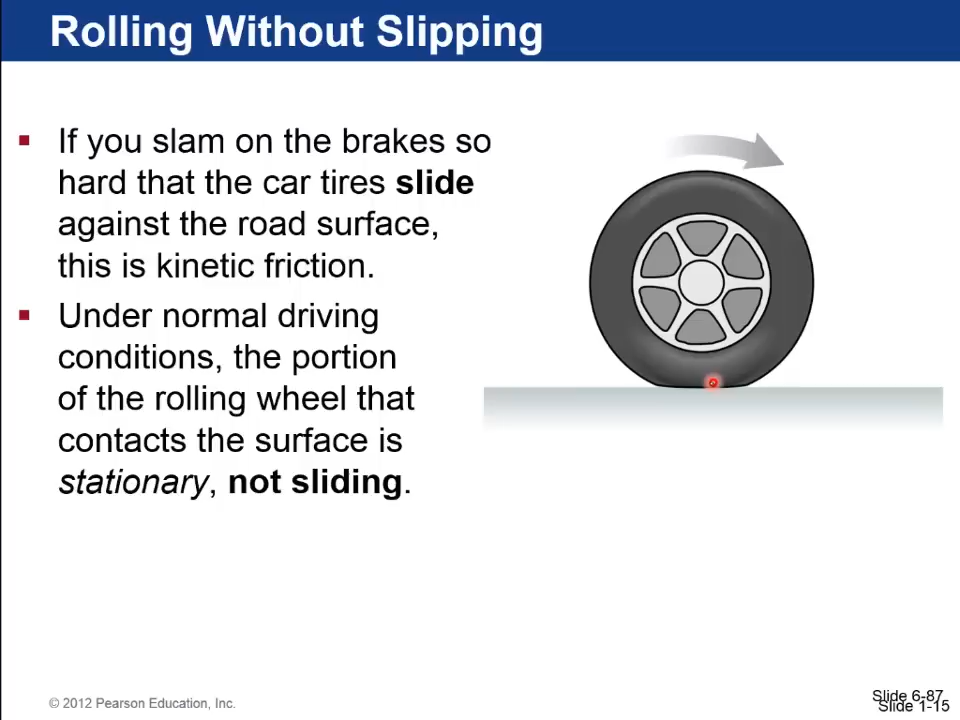 Rolling Without Slipping
If you slam on the brakes so
hard that the car tires slide
against the road surface,
this is kinetic friction.
Under normal driving
conditions, the portion
of the rolling wheel that
contacts the surface is
stationary, not sliding.
© 2012 Pearson Education, Inc.
Slide 6-87
Slide 1-15